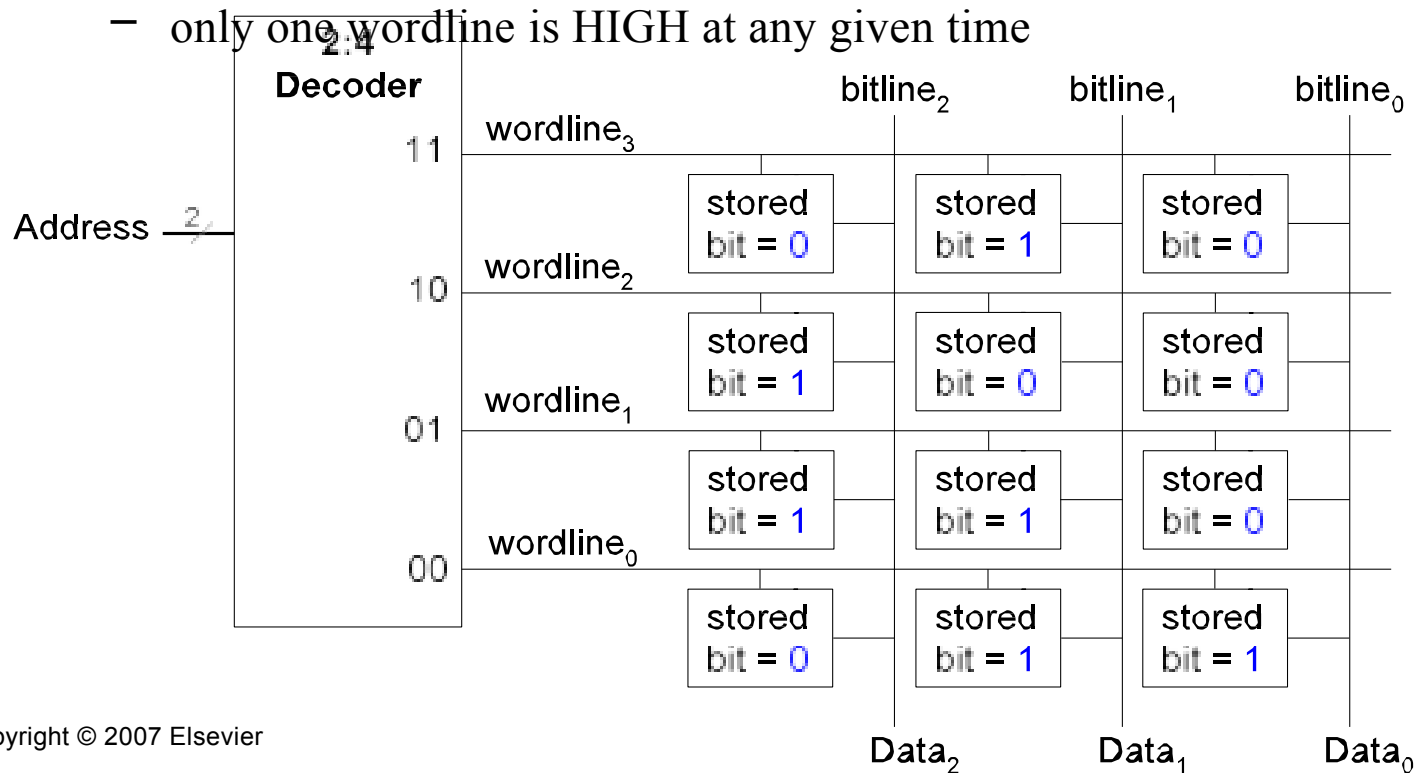 – only one wordline is HIGH at any given time
2:4
Decoder
bitline₂ bitline₁ bitline₀
wordline₃
11
stored stored stored
bit = 0 bit = 1 bit = 0
Address 2
wordline₂
10
stored stored stored
bit = 1 bit = 0 bit = 0
wordline₁
01
stored stored stored
bit = 1 bit = 1 bit = 0
wordline₀
00
stored stored stored
bit = 0 bit = 1 bit = 1
pyright © 2007 Elsevier
Data₂ Data₁ Data₀